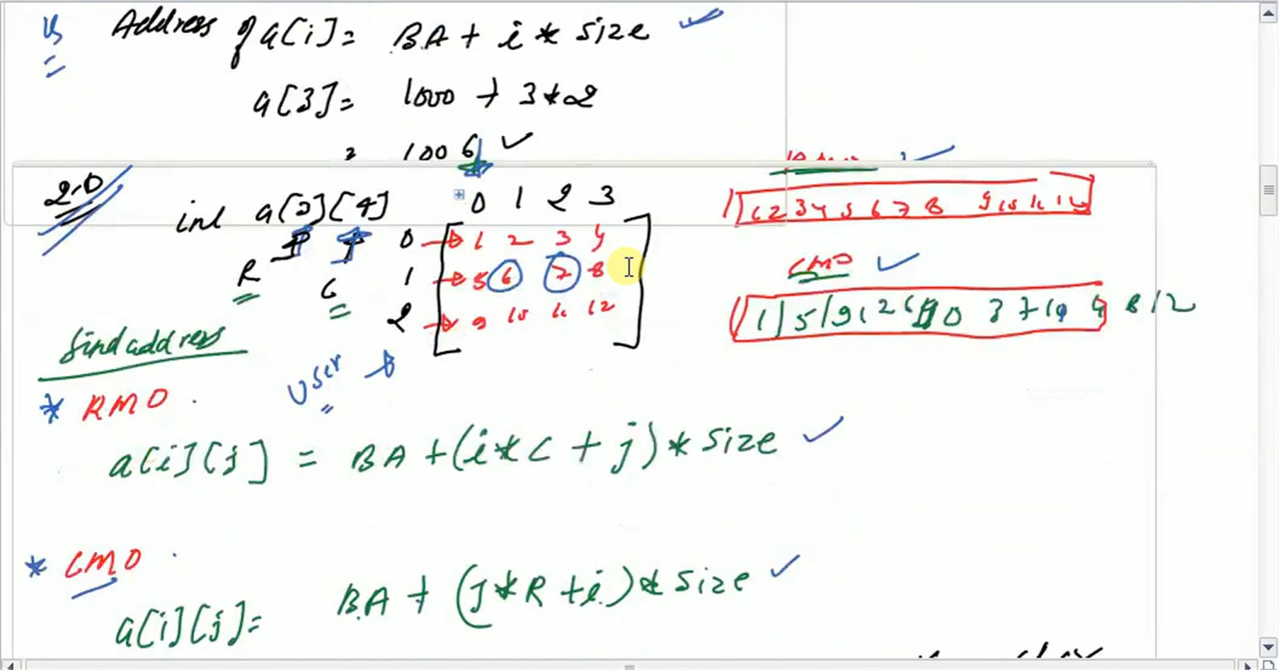 Address of a[i] = BA + i * size
a[3] = 1000 + 3*2
= 1006
2-D
int a[3][4]
0 1 2 3
0 1 2 3 4
1 5 6 7 8
2 9 10 11 12
R C
User
RMO
1 2 3 4 5 6 7 8 9 10 11 12
CMO
1 5 9 2 6 10 3 7 4 8 12
find address
* RMO
a[i][j] = BA + (i*C + j) * size
* CMO
a[i][j] = BA + (J*R + i) * size